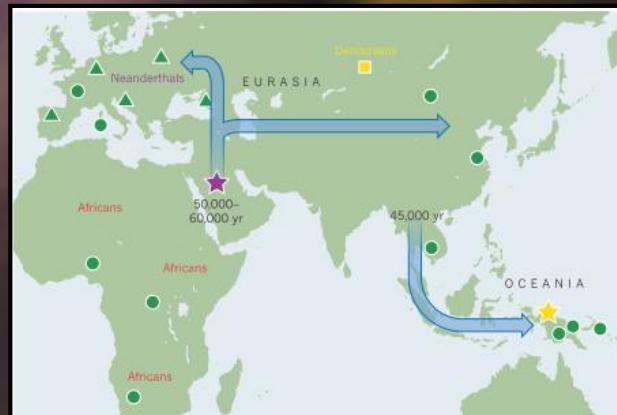 Denisovans
Neanderthals
EURASIA
50,000–
60,000 yr
Africans
45,000 yr
Africans
OCEANIA
Africans